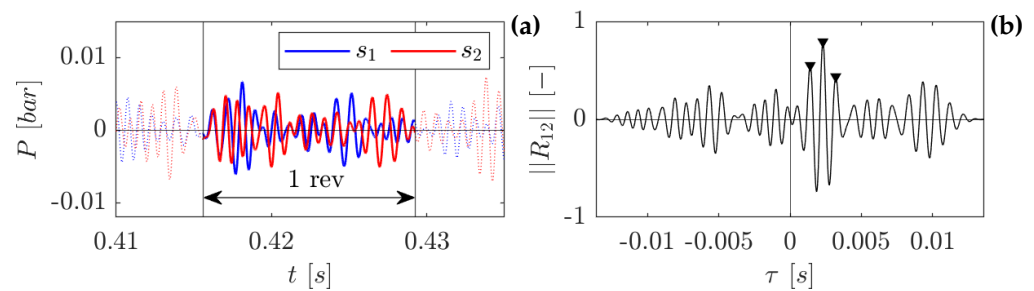 (a)
s1 s2
0.01
0
-0.01
P [bar]
1 rev
0.41 0.42 0.43
t [s]
(b)
1
0
-1
||R12|| [−]
-0.01 -0.005 0 0.005 0.01
τ [s]